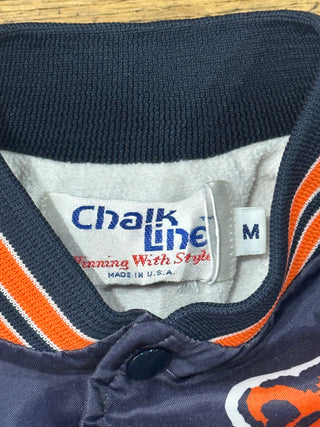 Chalk
Line
Winning With Style
MADE IN U.S.A.
M